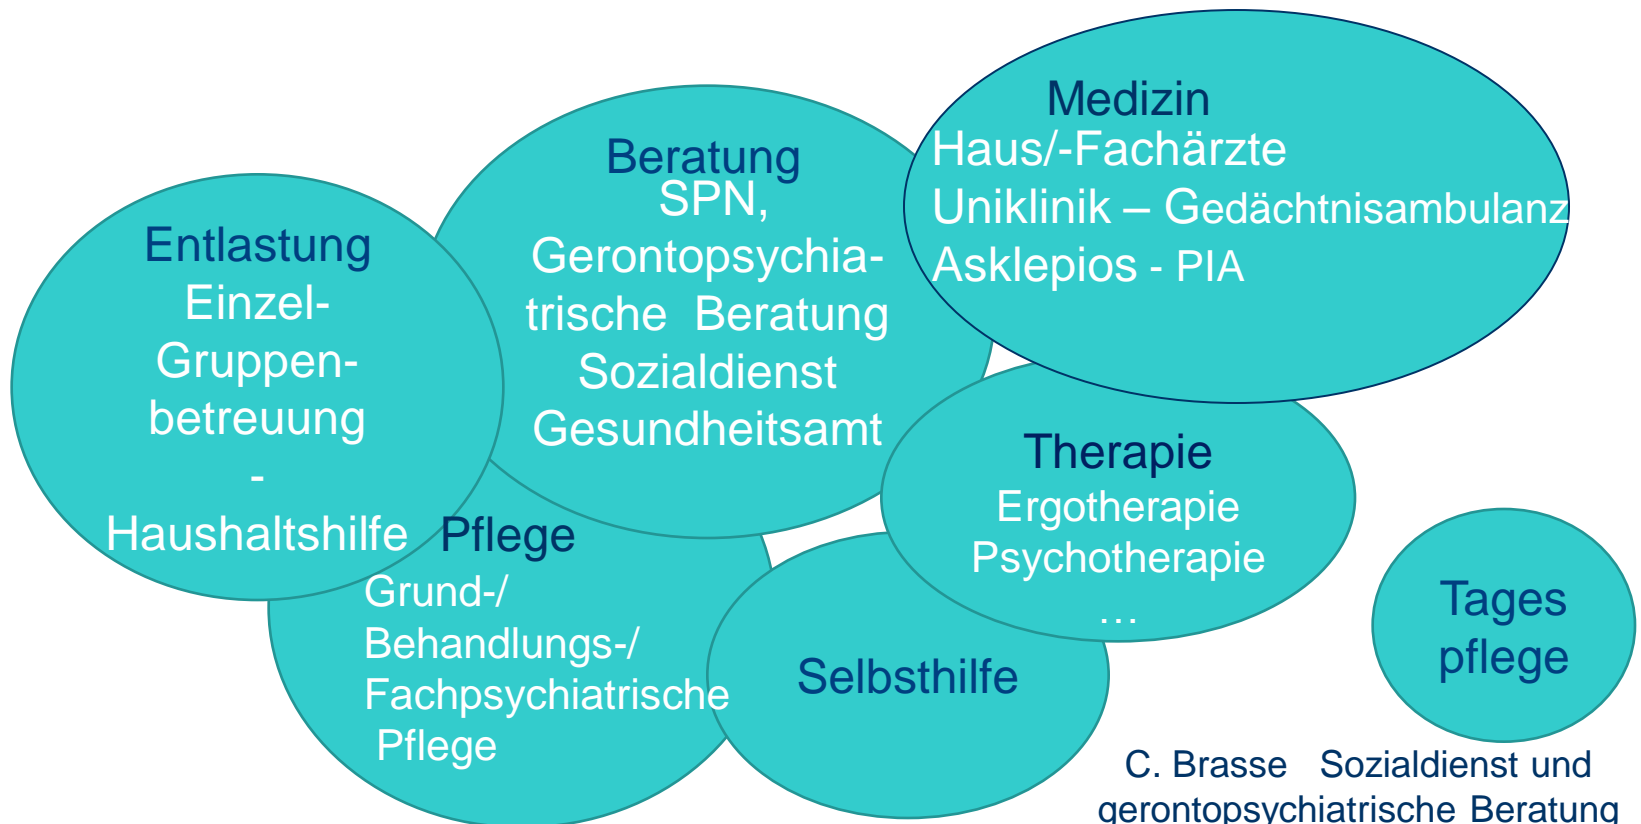 Entlastung
Einzel-
Gruppen-
betreuung
-
Haushaltshilfe
Beratung
SPN,
Gerontopsychia-
trische Beratung
Sozialdienst
Gesundheitsamt
Medizin
Haus/-Fachärzte
Uniklinik – Gedächtnisambulanz
Asklepios - PIA
Pflege
Grund-/
Behandlungs-/
Fachpsychiatrische
Pflege
Selbsthilfe
Therapie
Ergotherapie
Psychotherapie
…
Tages
pflege
C. Brasse Sozialdienst und
gerontopsychiatrische Beratung